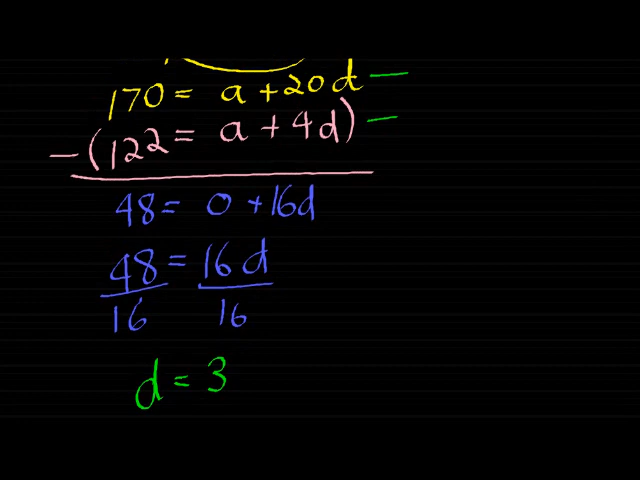 170 = a + 20d
- (122 = a + 4d)
48 = 0 + 16d
48 = 16d
16 16
d = 3